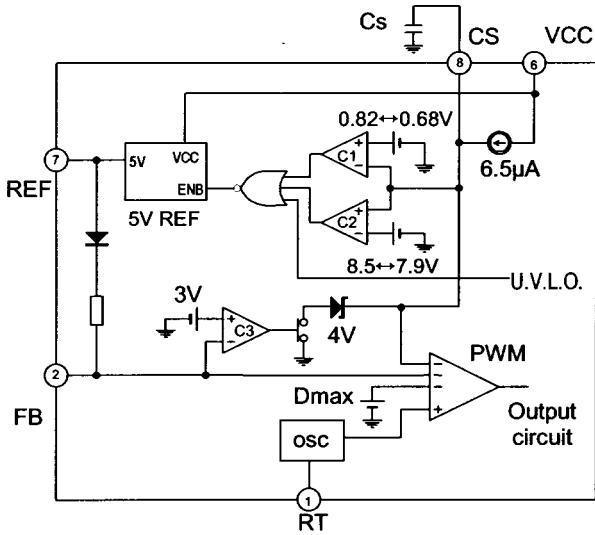 Cs
CS
VCC
8
6
0.82↔0.68V
7
5V
VCC
ENB
C1
+
−
6.5µA
REF
5V REF
C2
+
−
8.5↔7.9V
U.V.L.O.
3V
+
−
C3
4V
PWM
2
−
−
−
+
Dmax
FB
Output
circuit
OSC
1
RT